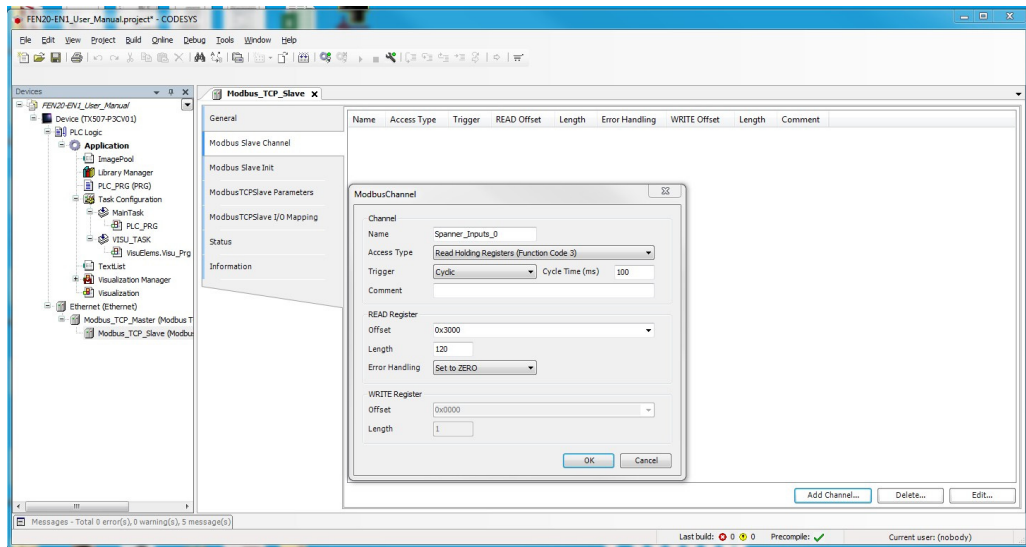 FEN20-EN1_User_Manual.project* - CODESYS
File Edit View Project Build Online Debug Tools Window Help
Devices
FEN20-EN1_User_Manual
Device (TX507-P3CV01)
PLC Logic
Application
ImagePool
Library Manager
PLC_PRG (PRG)
Task Configuration
MainTask
PLC_PRG
VISU_TASK
VisuElems.Visu_Prg
TextList
Visualization Manager
Visualization
Ethernet (Ethernet)
Modbus_TCP_Master (Modbus T
Modbus_TCP_Slave (Modbu
Modbus_TCP_Slave X
General
Modbus Slave Channel
Modbus Slave Init
ModbusTCPSlave Parameters
ModbusTCPSlave I/O Mapping
Status
Information
Name Access Type Trigger READ Offset Length Error Handling WRITE Offset Length Comment
ModbusChannel
Channel
Name Spanner_Inputs_0
Access Type Read Holding Registers (Function Code 3)
Trigger Cyclic Cycle Time (ms) 100
Comment
READ Register
Offset 0x3000
Length 120
Error Handling Set to ZERO
WRITE Register
Offset 0x0000
Length 1
OK Cancel
Add Channel... Delete... Edit...
Messages - Total 0 error(s), 0 warning(s), 5 message(s)
Last build: 0 0 Precompile: Current user: (nobody)